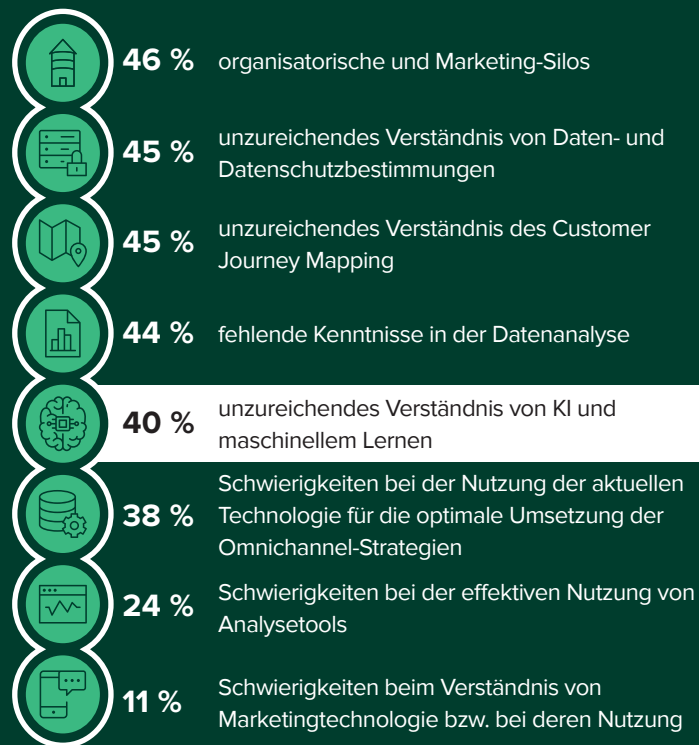 46 % organisatorische und Marketing-Silos
45 % unzureichendes Verständnis von Daten- und
Datenschutzbestimmungen
45 % unzureichendes Verständnis des Customer
Journey Mapping
44 % fehlende Kenntnisse in der Datenanalyse
40 % unzureichendes Verständnis von KI und
maschinellem Lernen
38 % Schwierigkeiten bei der Nutzung der aktuellen
Technologie für die optimale Umsetzung der
Omnichannel-Strategien
24 % Schwierigkeiten bei der effektiven Nutzung von
Analysetools
11 % Schwierigkeiten beim Verständnis von
Marketingtechnologie bzw. bei deren Nutzung